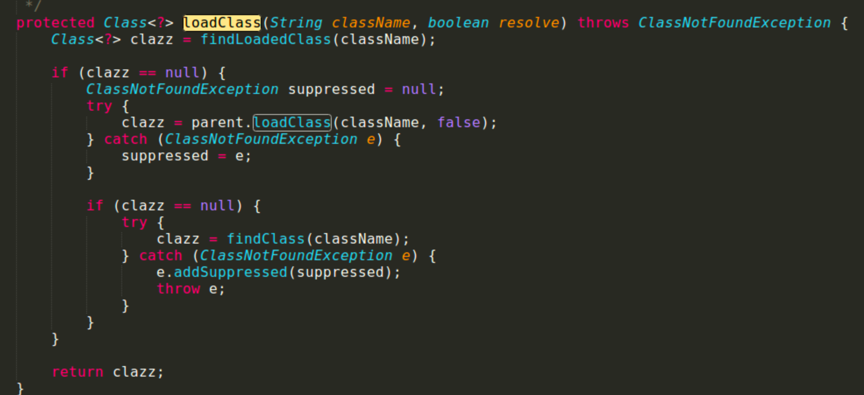 */
protected Class<?> loadClass(String className, boolean resolve) throws ClassNotFoundException {
Class<?> clazz = findLoadedClass(className);
if (clazz == null) {
ClassNotFoundException suppressed = null;
try {
clazz = parent.loadClass(className, false);
} catch (ClassNotFoundException e) {
suppressed = e;
}
if (clazz == null) {
try {
clazz = findClass(className);
} catch (ClassNotFoundException e) {
e.addSuppressed(suppressed);
throw e;
}
}
}
return clazz;
}